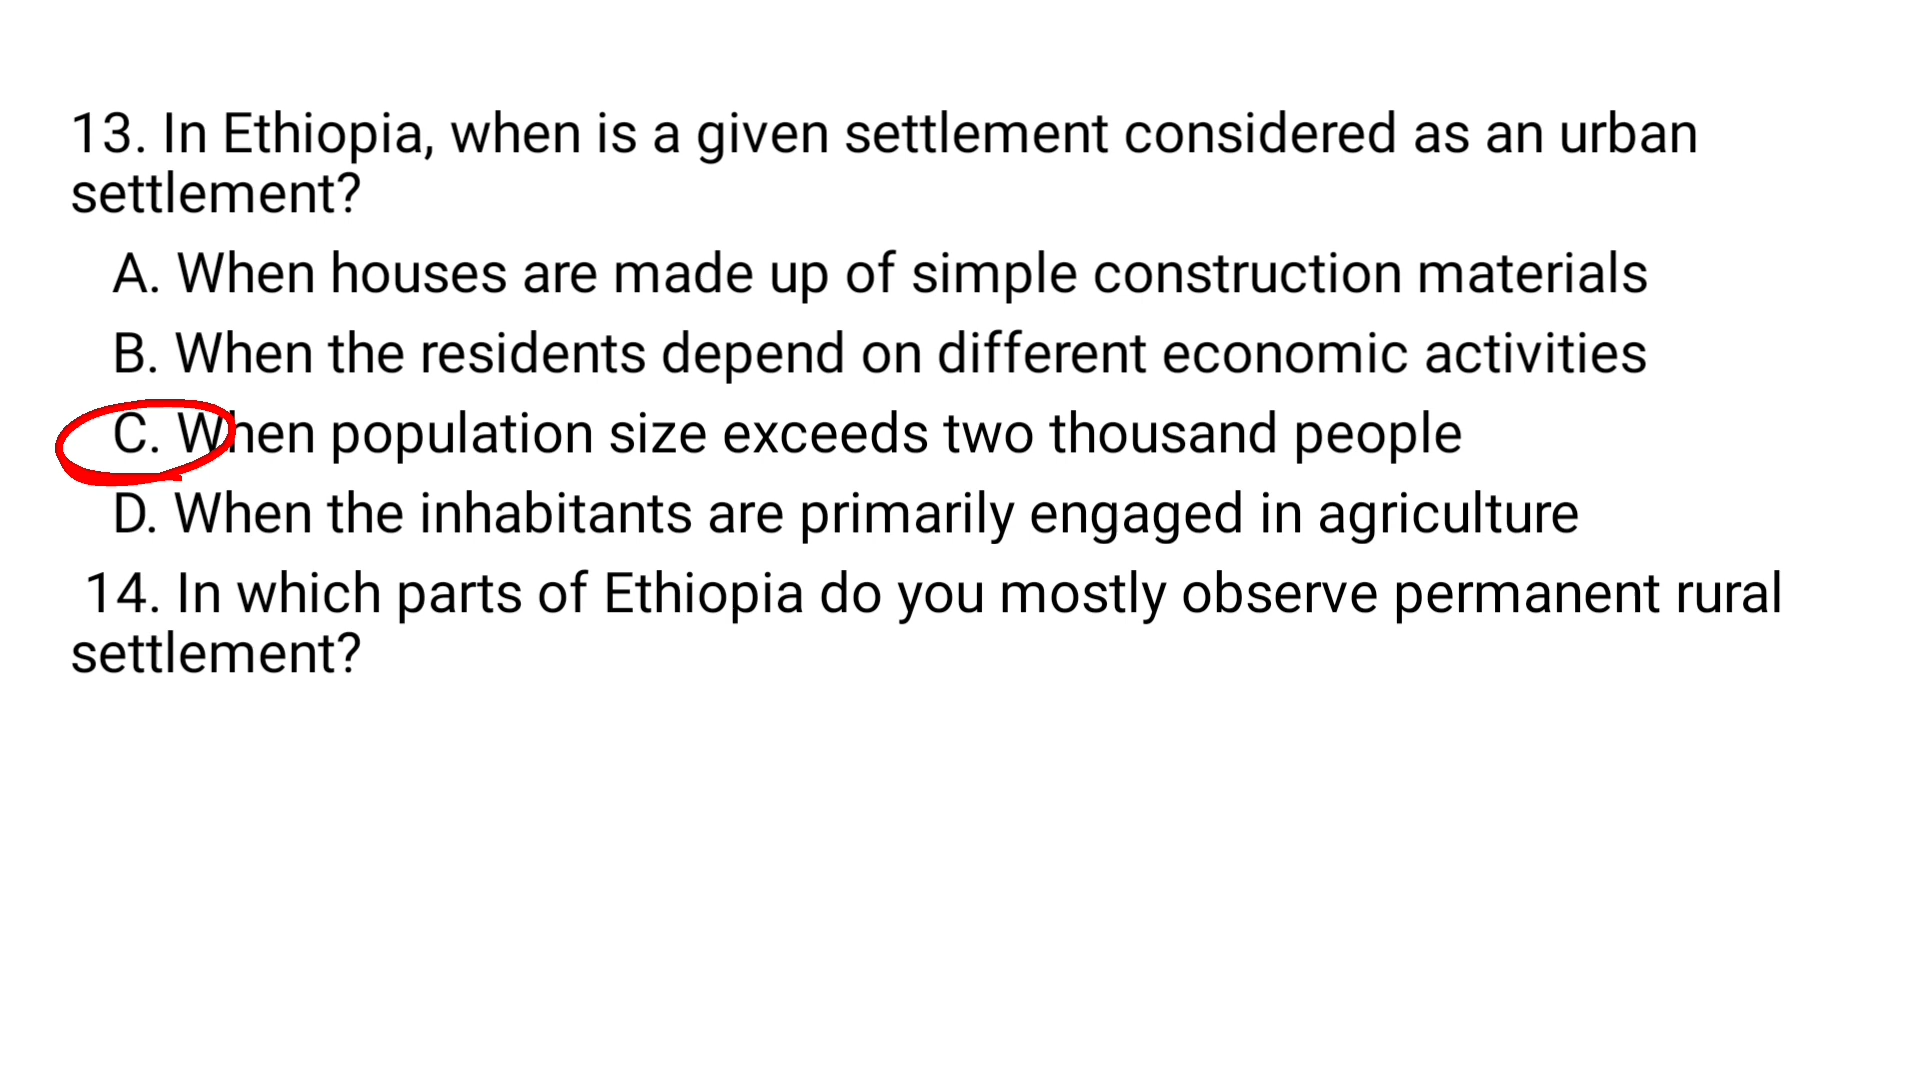 13. In Ethiopia, when is a given settlement considered as an urban
settlement?
A. When houses are made up of simple construction materials
B. When the residents depend on different economic activities
C. When population size exceeds two thousand people
D. When the inhabitants are primarily engaged in agriculture
14. In which parts of Ethiopia do you mostly observe permanent rural
settlement?